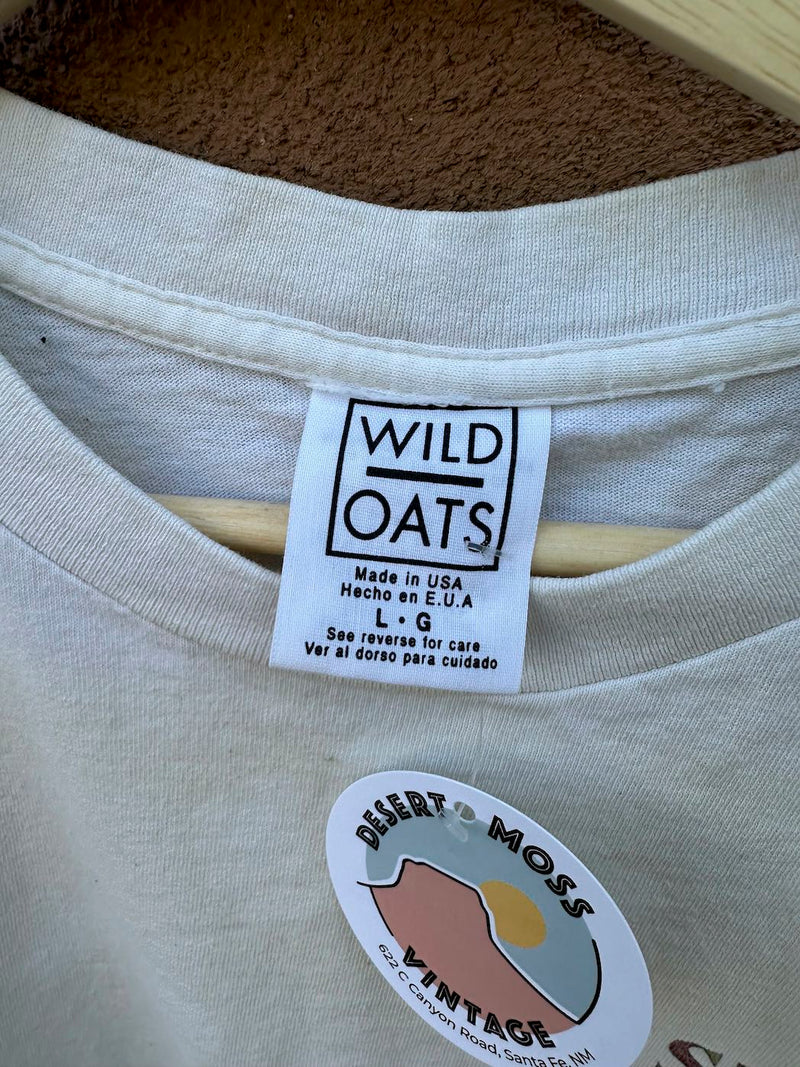 WILD
OATS
Made in USA
Hecho en E.U.A
L • G
See reverse for care
Ver al dorso para cuidado
DESERT MOSS
VINTAGE
622 C Canyon Road, Santa Fe, NM